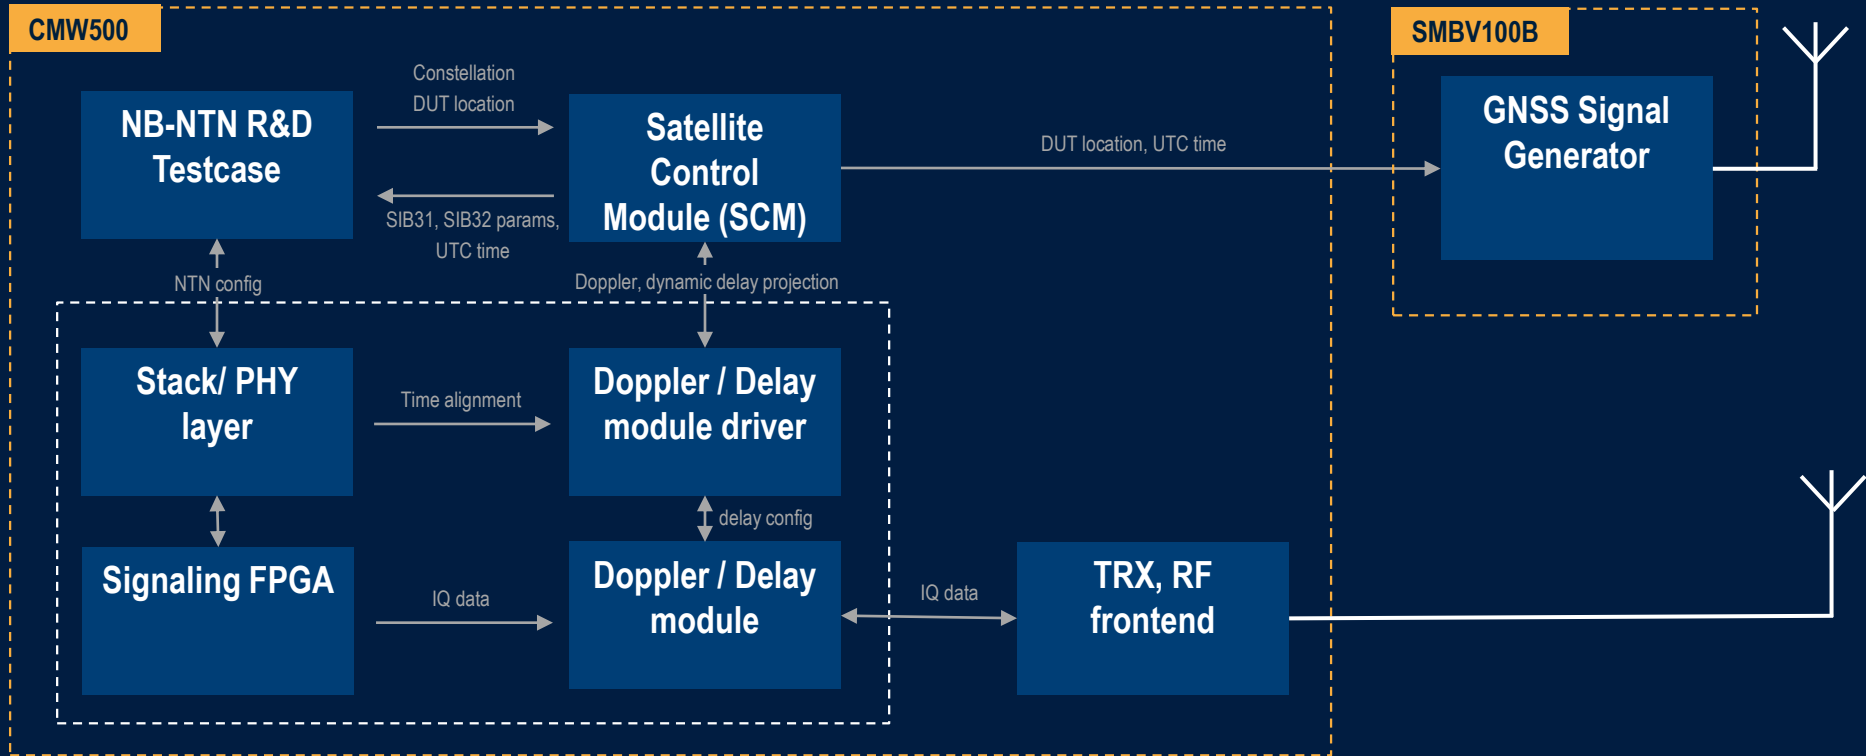 CMW500
SMBV100B
NB-NTN R&D
Testcase
Constellation
DUT location
SIB31, SIB32 params,
UTC time
Satellite
Control
Module (SCM)
DUT location, UTC time
GNSS Signal
Generator
NTN config
Doppler, dynamic delay projection
Stack/ PHY
layer
Time alignment
Doppler / Delay
module driver
delay config
Signaling FPGA
IQ data
Doppler / Delay
module
IQ data
TRX, RF
frontend